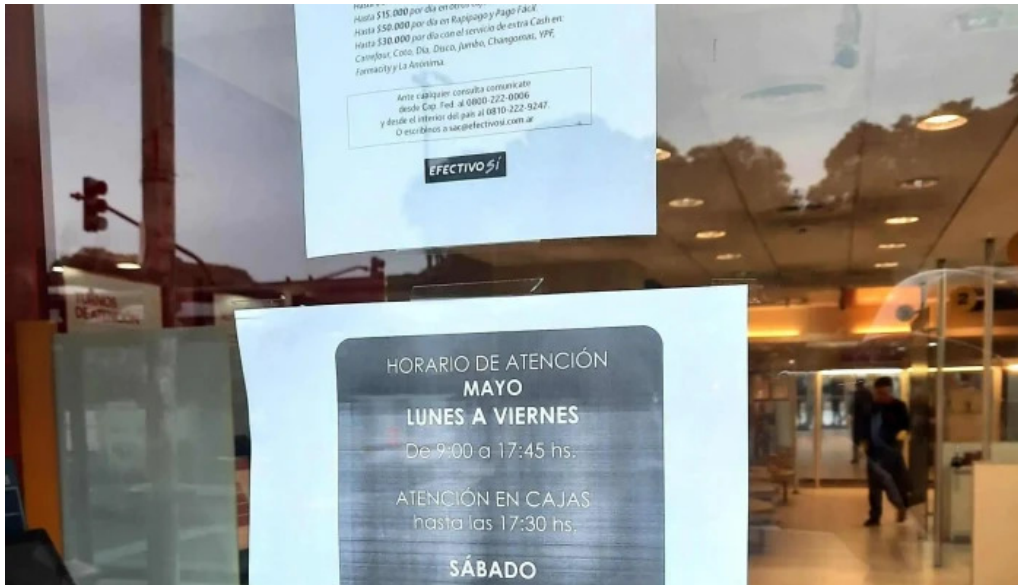 Hasta $15.000 por día en otros
Hasta $50.000 por día en Rapipago y Pago Fácil.
Hasta $30.000 por día con el servicio de extra Cash en:
Carrefour, Coto, Día, Disco, Jumbo, Changomas, YPF,
Farmacity y La Anónima.
Ante cualquier consulta comunicate
desde Cap. Fed. al 0800-222-0006
y desde el interior del país al 0810-222-9247.
O escribinos a sac@efectivosi.com.ar
EFECTIVO SÍ
TURNOS
DE ATENCIÓN
HORARIO DE ATENCIÓN
MAYO
LUNES A VIERNES
De 9:00 a 17:45 hs.
ATENCIÓN EN CAJAS
hasta las 17:30 hs.
SÁBADO